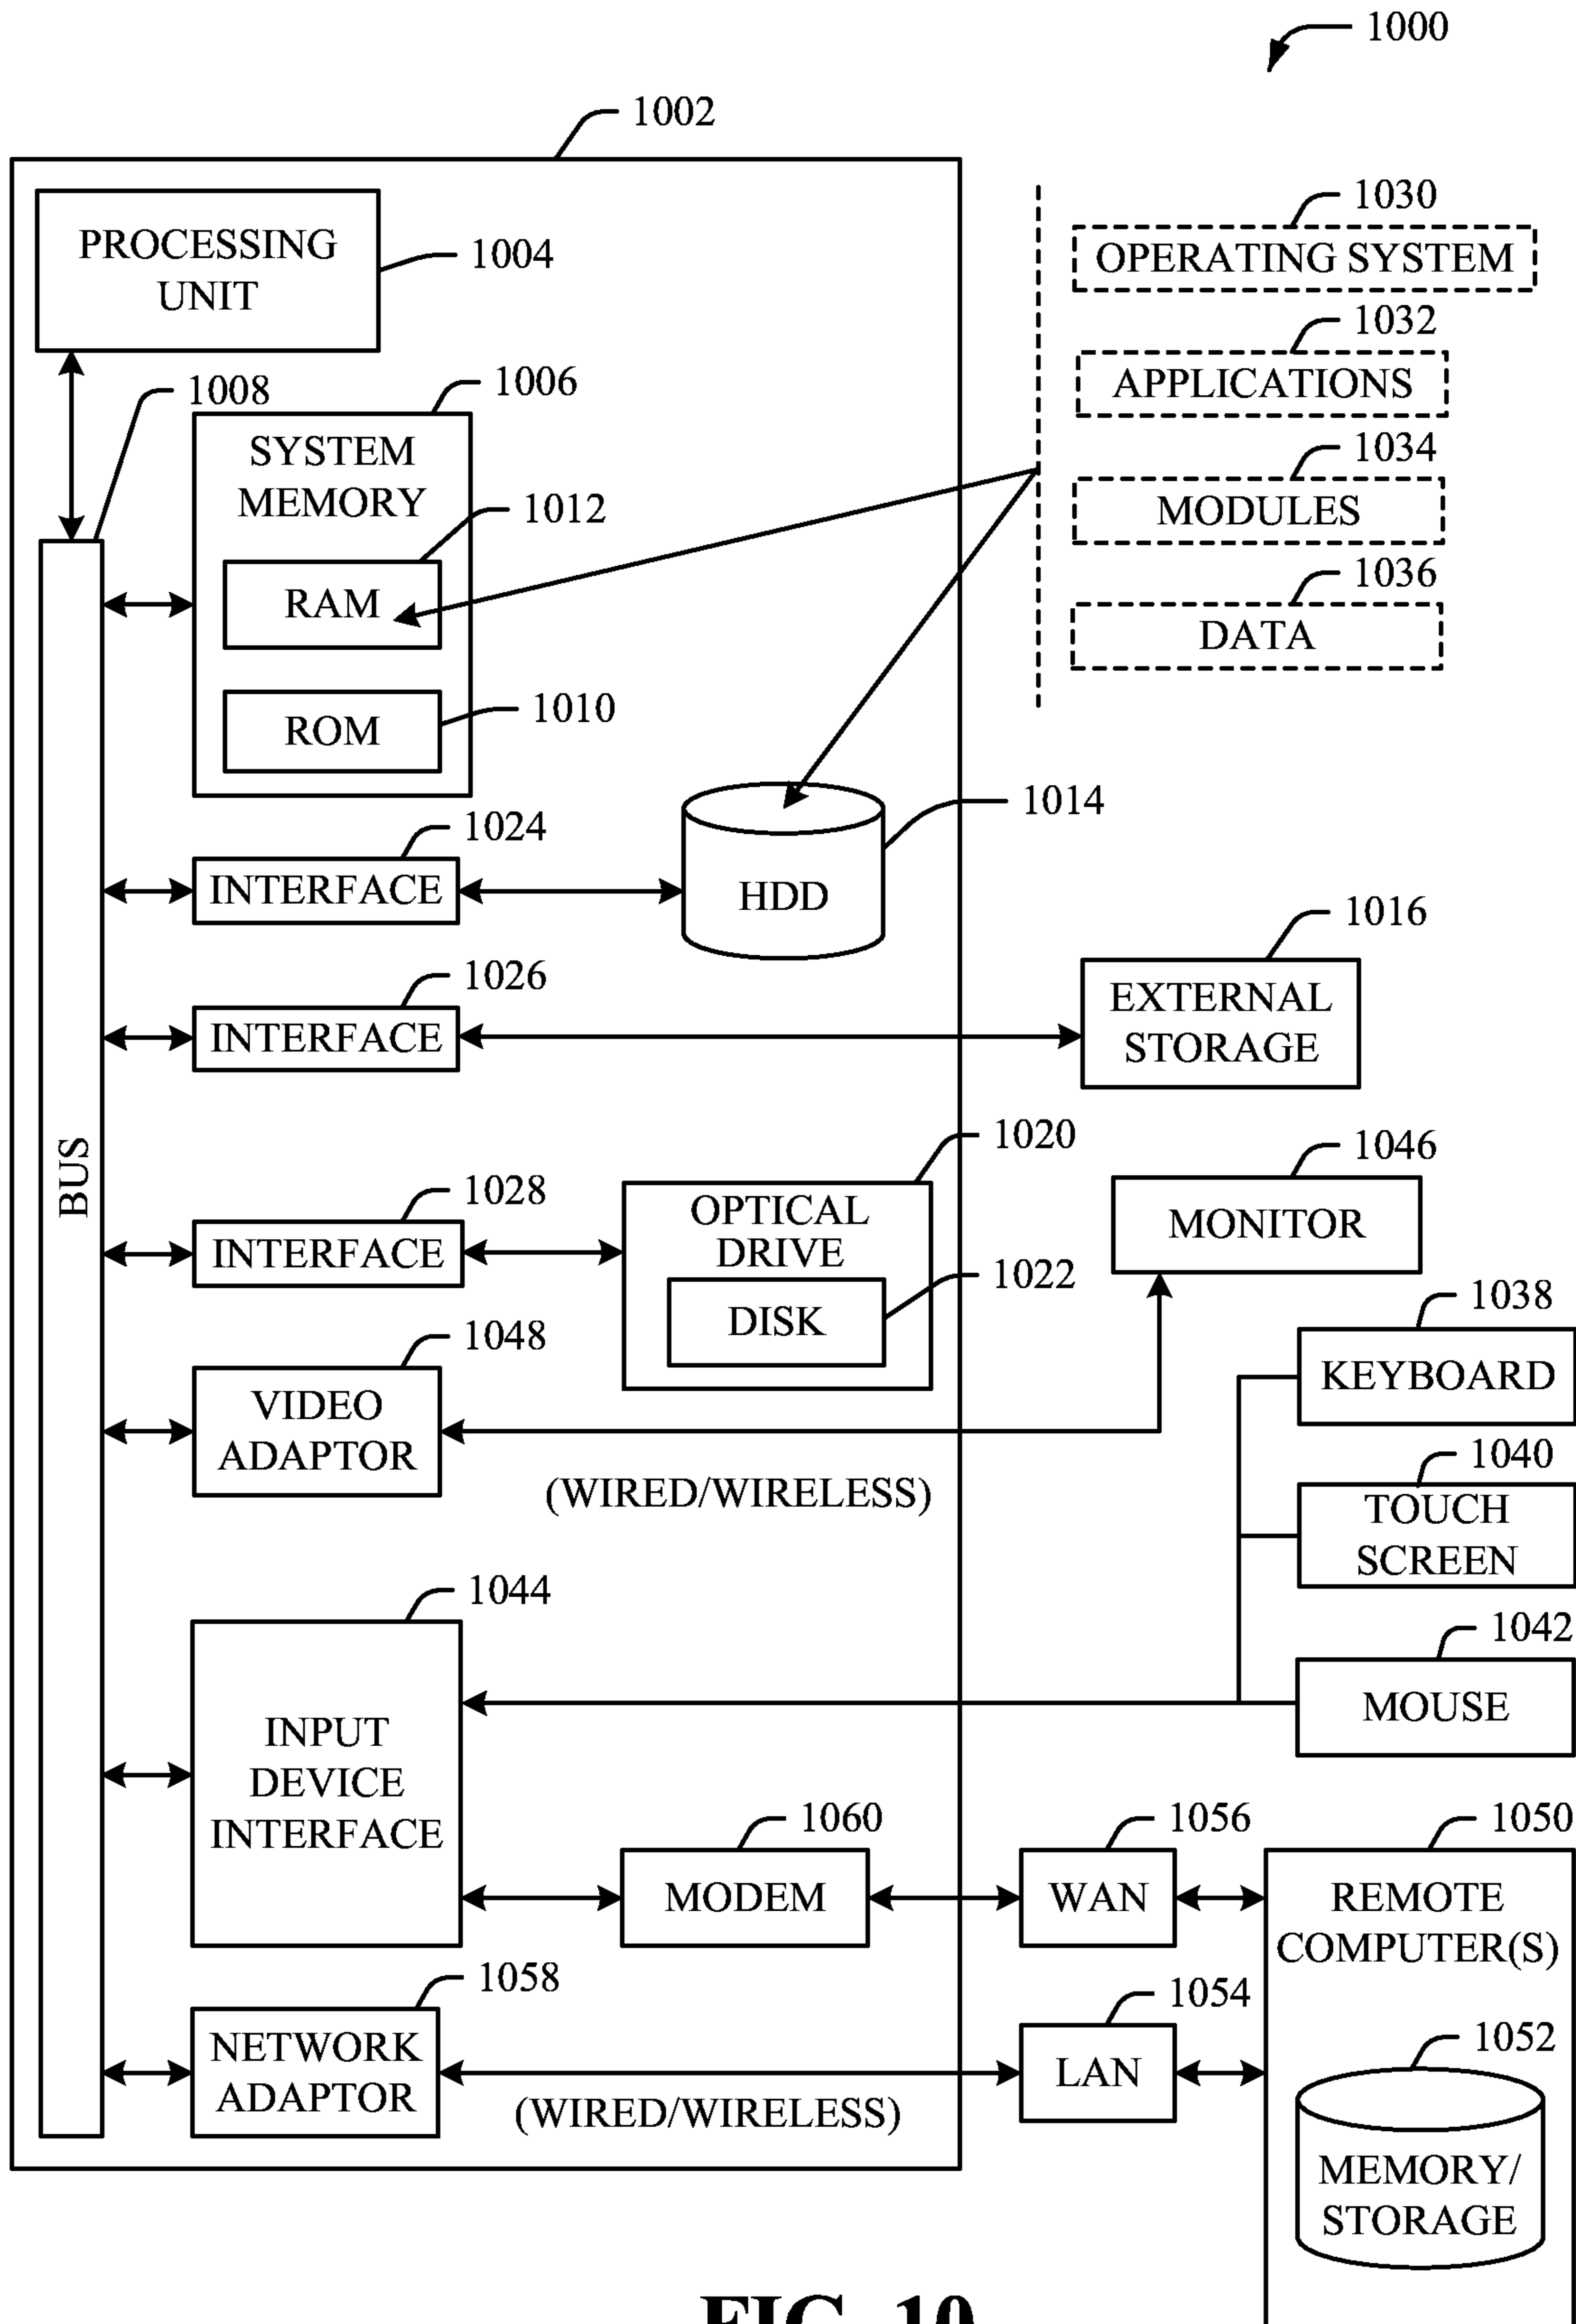 1000
1002
PROCESSING
UNIT
1004
1030
OPERATING SYSTEM
1032
APPLICATIONS
1034
MODULES
1036
DATA
1008
1006
SYSTEM
MEMORY
1012
RAM
1010
ROM
1014
HDD
1024
INTERFACE
1016
EXTERNAL
STORAGE
1026
INTERFACE
BUS
1020
OPTICAL
DRIVE
1022
DISK
1046
MONITOR
1028
INTERFACE
1038
KEYBOARD
1048
VIDEO
ADAPTOR
(WIRED/WIRELESS)
1040
TOUCH
SCREEN
1044
INPUT
DEVICE
INTERFACE
1042
MOUSE
1060
MODEM
1056
WAN
1050
REMOTE
COMPUTER(S)
1058
NETWORK
ADAPTOR
(WIRED/WIRELESS)
1054
LAN
1052
MEMORY/
STORAGE
FIG. 10